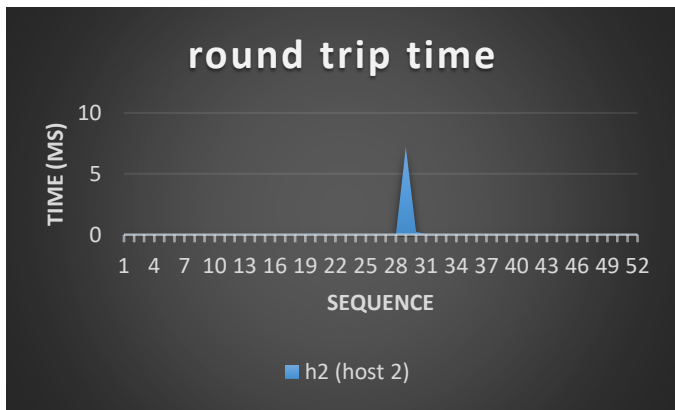 round trip time
10
5
0
TIME (MS)
1 4 7 10 13 16 19 22 25 28 31 34 37 40 43 46 49 52
SEQUENCE
h2 (host 2)